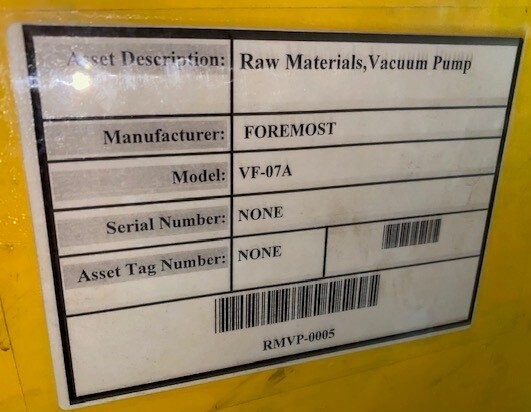 Asset Description: Raw Materials,Vacuum Pump
Manufacturer: FOREMOST
Model: VF-07A
Serial Number: NONE
Asset Tag Number: NONE
RMVP-0005